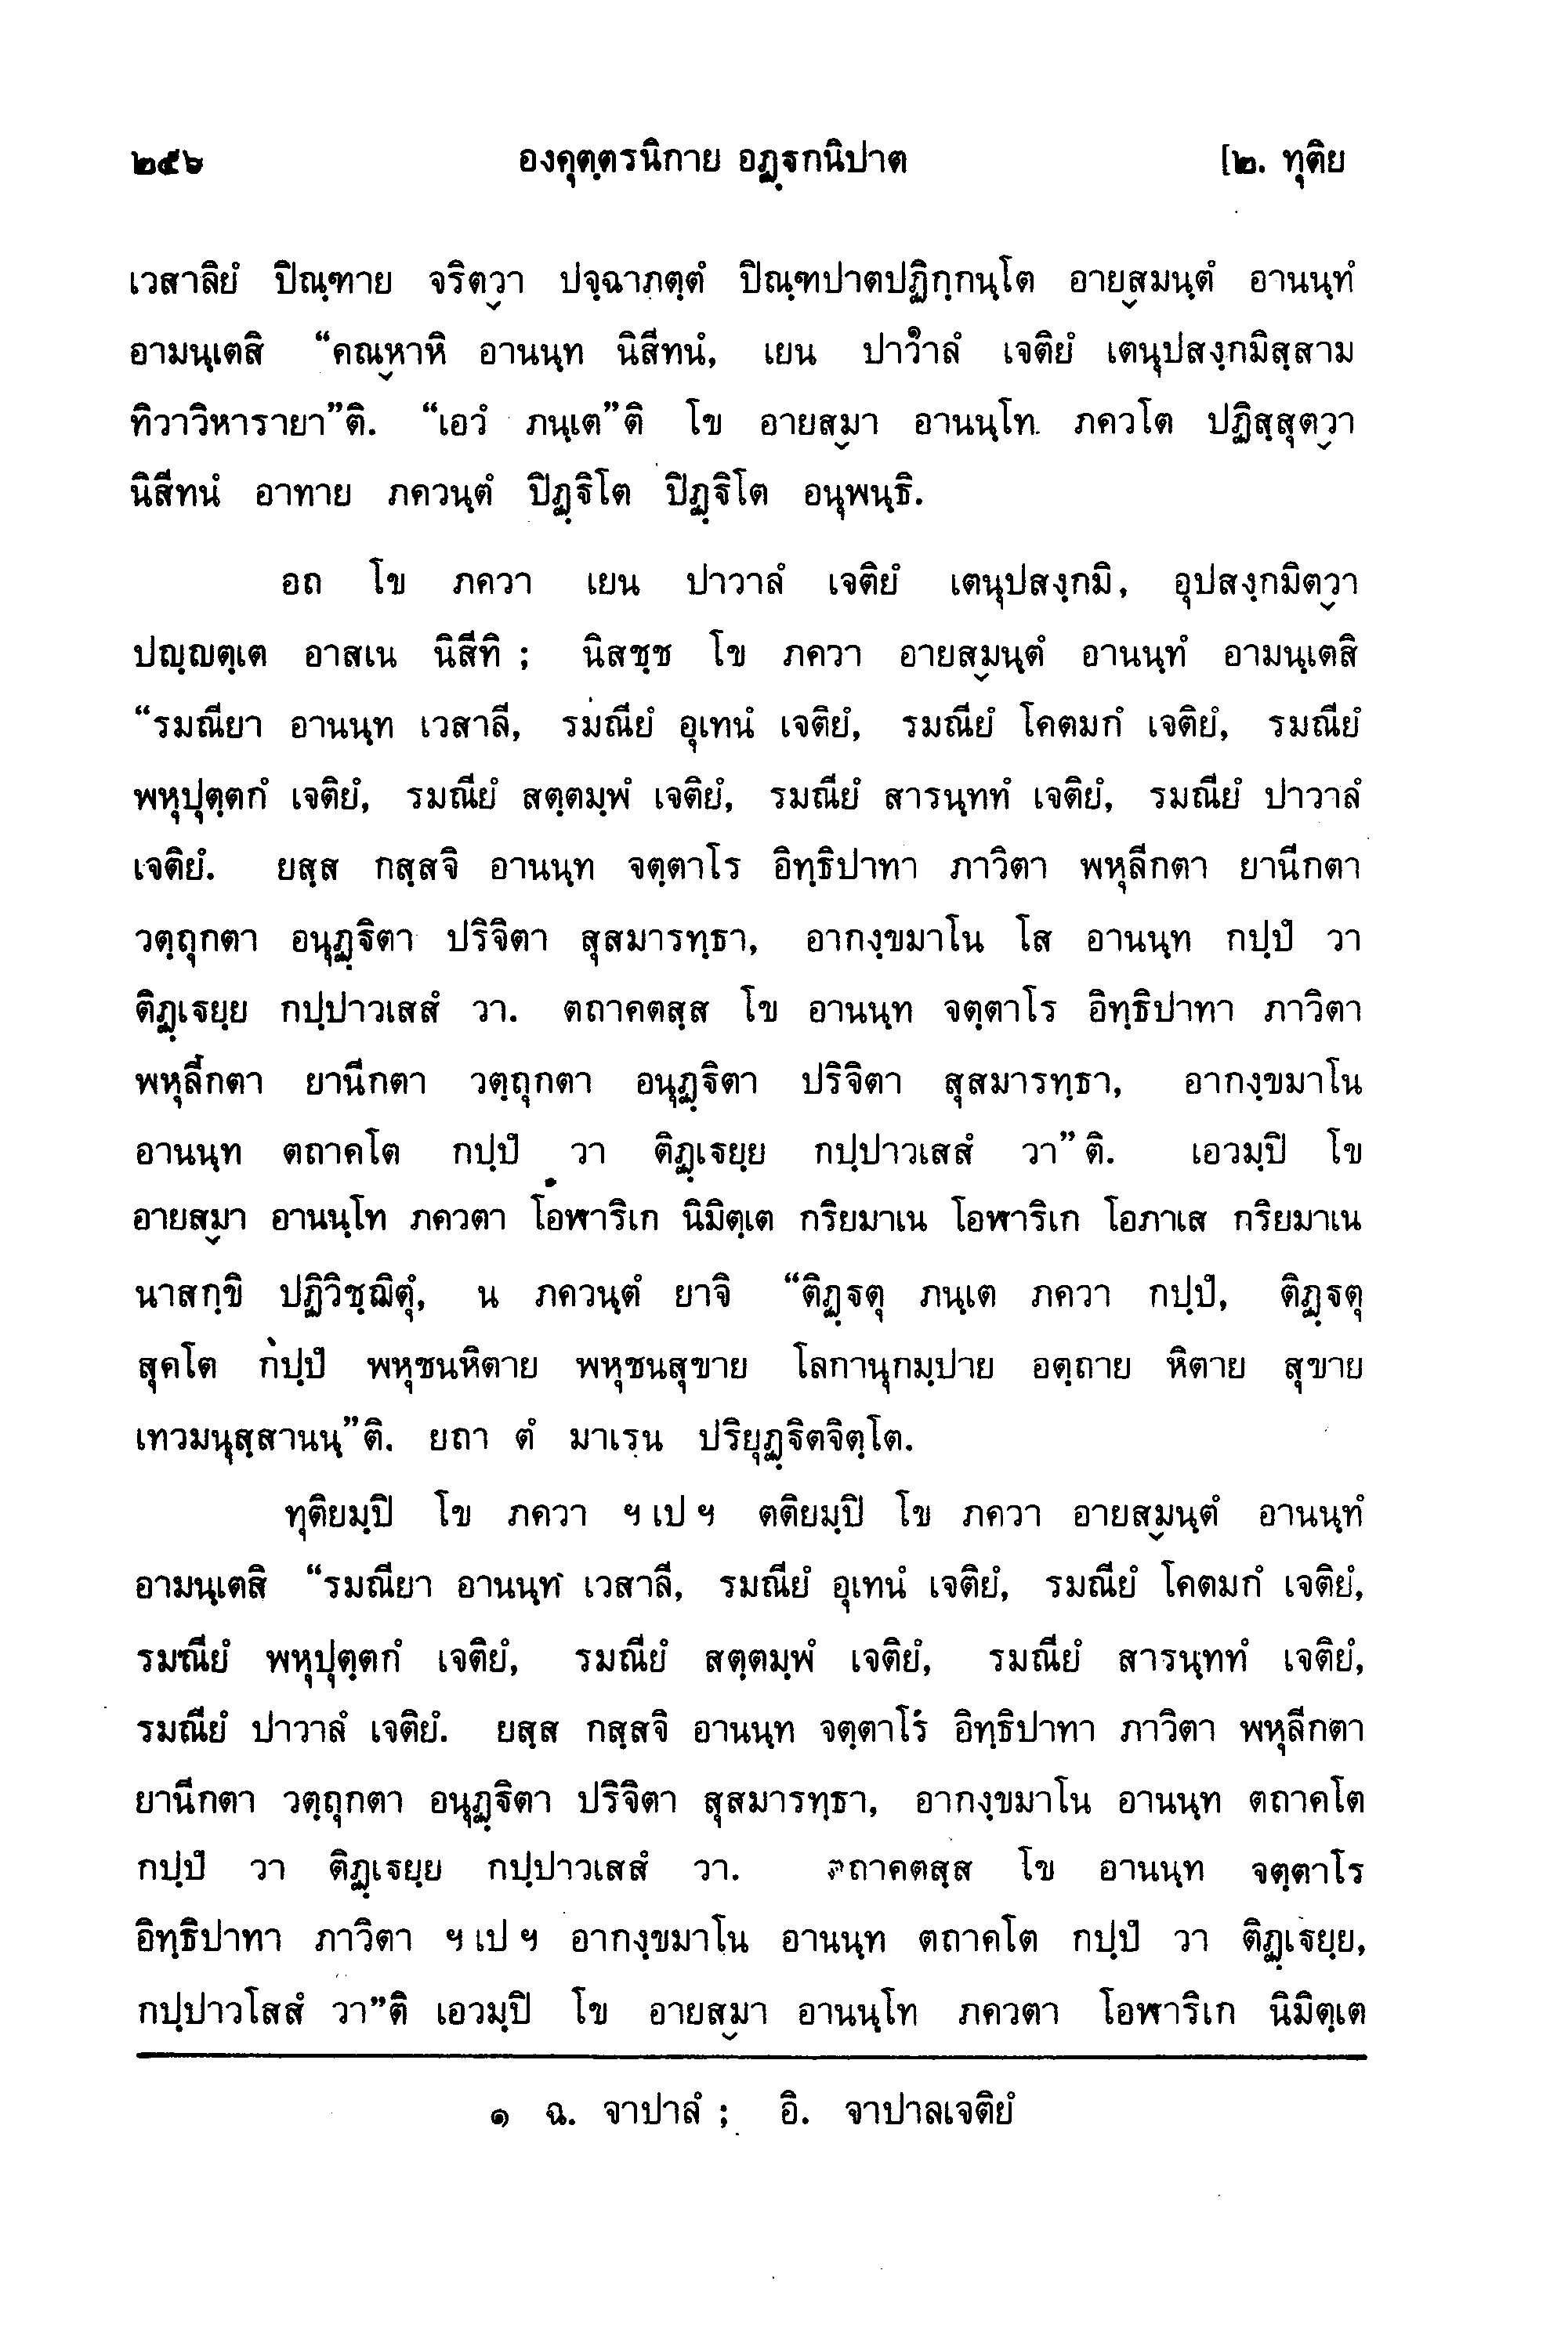 ๒๕๖ องฺคุตฺตรนิกาย อฏฺฐกนิปาต [๒. ทุติย
เวสาลิยํ ปิณฺฑาย จริตฺวา ปจฺฉาภตฺตํ ปิณฺฑปาตปฏิกฺกนฺโต อายสฺมนฺตํ อานนฺทํ
อามนฺเตสิ “คณฺหาหิ อานนฺท นิสีทนํ, เยน ปาวา๑ลํ เจติยํ เตนุปสงฺกมิสฺสาม
ทิวาวิหารายา”ติ. “เอวํ ภนฺเต”ติ โข อายสฺมา อานนฺโท ภควโต ปฏิสฺสุตฺวา
นิสีทนํ อาทาย ภควนฺตํ ปิฏฺฐิโต ปิฏฺฐิโต อนุพนฺธิ.
อถ โข ภควา เยน ปาวาลํ เจติยํ เตนุปสงฺกมิ, อุปสงฺกมิตฺวา
ปญฺญตฺเต อาสเน นิสีทิ ; นิสชฺช โข ภควา อายสฺมนฺตํ อานนฺทํ อามนฺเตสิ
“รมณียา อานนฺท เวสาลี, รมณียํ อุเทนํ เจติยํ, รมณียํ โคตมกํ เจติยํ, รมณียํ
พหุปุตฺตกํ เจติยํ, รมณียํ สตฺตมฺพํ เจติยํ, รมณียํ สารนฺททํ เจติยํ, รมณียํ ปาวาลํ
เจติยํ. ยสฺส กสฺสจิ อานนฺท จตฺตาโร อิทฺธิปาทา ภาวิตา พหุลีกตา ยานีกตา
วตฺถุกตา อนุฏฺฐิตา ปริจิตา สุสมารทฺธา, อากงฺขมาโน โส อานนฺท กปฺปํ วา
ติฏฺเฐยฺย กปฺปาวเสสํ วา. ตถาคตสฺส โข อานนฺท จตฺตาโร อิทฺธิปาทา ภาวิตา
พหุลีกตา ยานีกตา วตฺถุกตา อนุฏฺฐิตา ปริจิตา สุสมารทฺธา, อากงฺขมาโน
อานนฺท ตถาคโต กปฺปํ วา ติฏฺเฐยฺย กปฺปาวเสสํ วา”ติ. เอวมฺปิ โข
อายสฺมา อานนฺโท ภควตา โอฬาริเก นิมิตฺเต กริยมาเน โอฬาริเก โอภาเส กริยมาเน
นาสกฺขิ ปฏิวิชฺฌิตุํ, น ภควนฺตํ ยาจิ “ติฏฺฐตุ ภนฺเต ภควา กปฺปํ, ติฏฺฐตุ
สุคโต กปฺปํ พหุชนหิตาย พหุชนสุขาย โลกานุกมฺปาย อตฺถาย หิตาย สุขาย
เทวมนุสฺสานนฺ”ติ. ยถา ตํ มาเรน ปริยุฏฺฐิตจิตฺโต.
ทุติยมฺปิ โข ภควา ฯ เป ฯ ตติยมฺปิ โข ภควา อายสฺมนฺตํ อานนฺทํ
อามนฺเตสิ “รมณียา อานนฺท เวสาลี, รมณียํ อุเทนํ เจติยํ, รมณียํ โคตมกํ เจติยํ,
รมณียํ พหุปุตฺตกํ เจติยํ, รมณียํ สตฺตมฺพํ เจติยํ, รมณียํ สารนฺททํ เจติยํ,
รมณียํ ปาวาลํ เจติยํ. ยสฺส กสฺสจิ อานนฺท จตฺตาโร อิทฺธิปาทา ภาวิตา พหุลีกตา
ยานีกตา วตฺถุกตา อนุฏฺฐิตา ปริจิตา สุสมารทฺธา, อากงฺขมาโน อานนฺท ตถาคโต
กปฺปํ วา ติฏฺเฐยฺย กปฺปาวเสสํ วา. ตถาคตสฺส โข อานนฺท จตฺตาโร
อิทฺธิปาทา ภาวิตา ฯ เป ฯ อากงฺขมาโน อานนฺท ตถาคโต กปฺปํ วา ติฏฺเฐยฺย,
กปฺปาวโสสํ วา”ติ เอวมฺปิ โข อายสฺมา อานนฺโท ภควตา โอฬาริเก นิมิตฺเต
๑ ฉ. จาปาลํ ; อิ. จาปาลเจติยํ